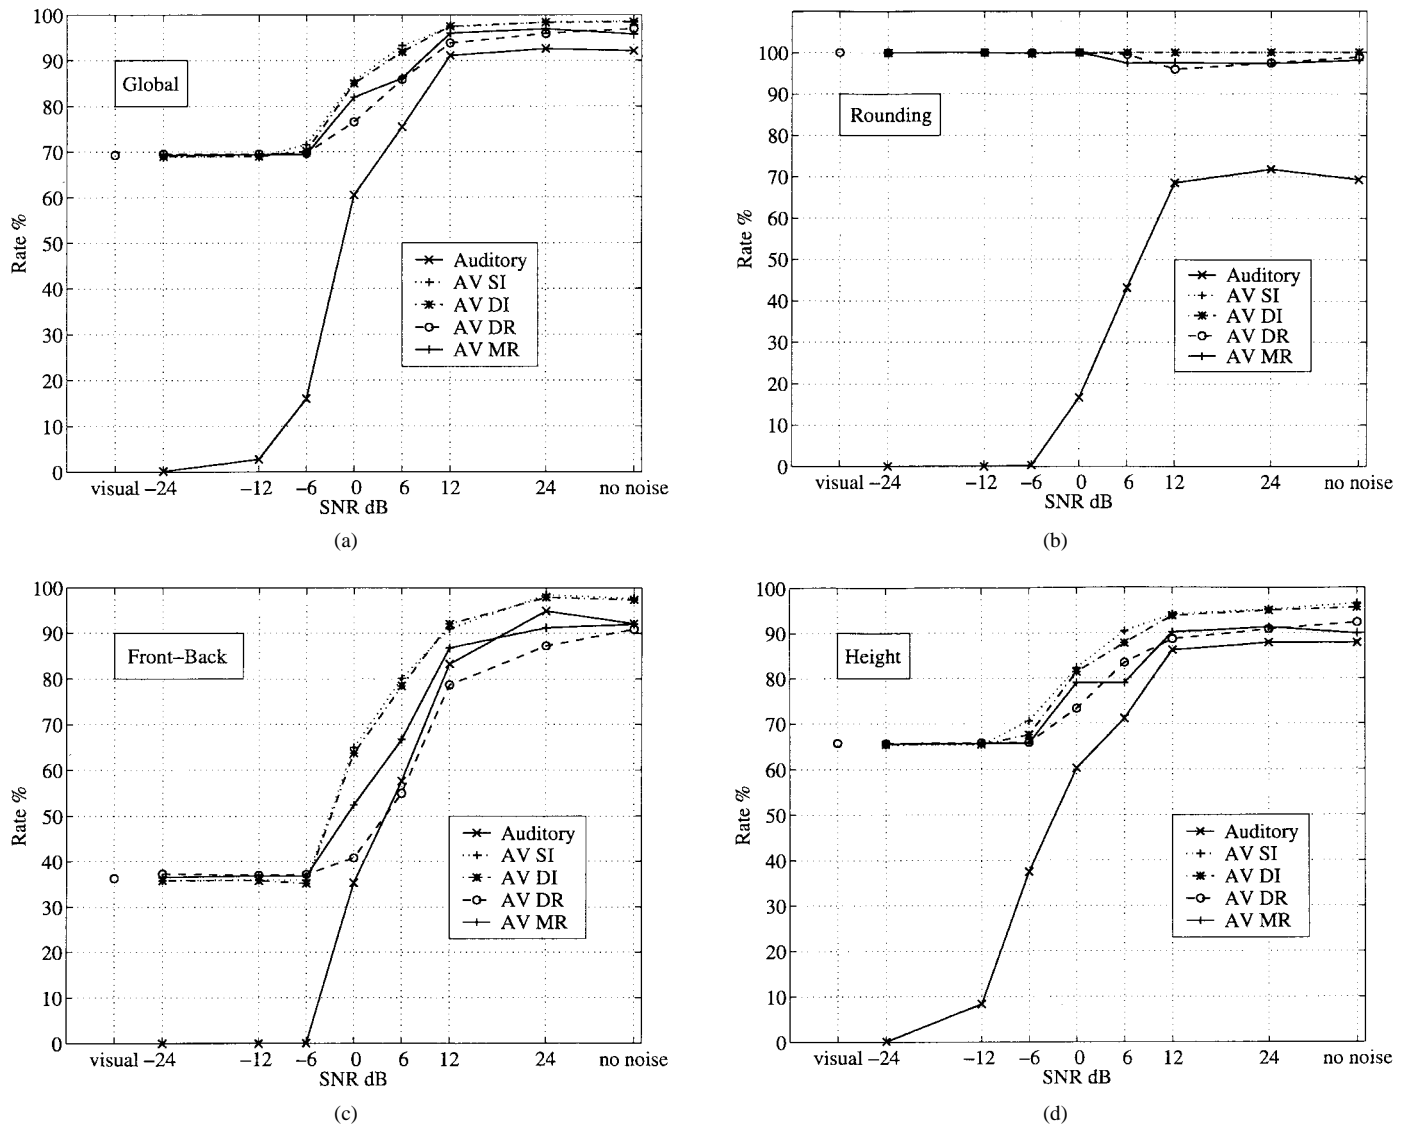 100
90
80
70
60
50
40
30
20
10
0
Rate %
Global
Auditory
AV SI
AV DI
AV DR
AV MR
visual −24 −12 −6 0 6 12 24 no noise
SNR dB
(a)
100
90
80
70
60
50
40
30
20
10
0
Rate %
Rounding
Auditory
AV SI
AV DI
AV DR
AV MR
visual −24 −12 −6 0 6 12 24 no noise
SNR dB
(b)
100
90
80
70
60
50
40
30
20
10
0
Rate %
Front−Back
Auditory
AV SI
AV DI
AV DR
AV MR
visual −24 −12 −6 0 6 12 24 no noise
SNR dB
(c)
100
90
80
70
60
50
40
30
20
10
0
Rate %
Height
Auditory
AV SI
AV DI
AV DR
AV MR
visual −24 −12 −6 0 6 12 24 no noise
SNR dB
(d)